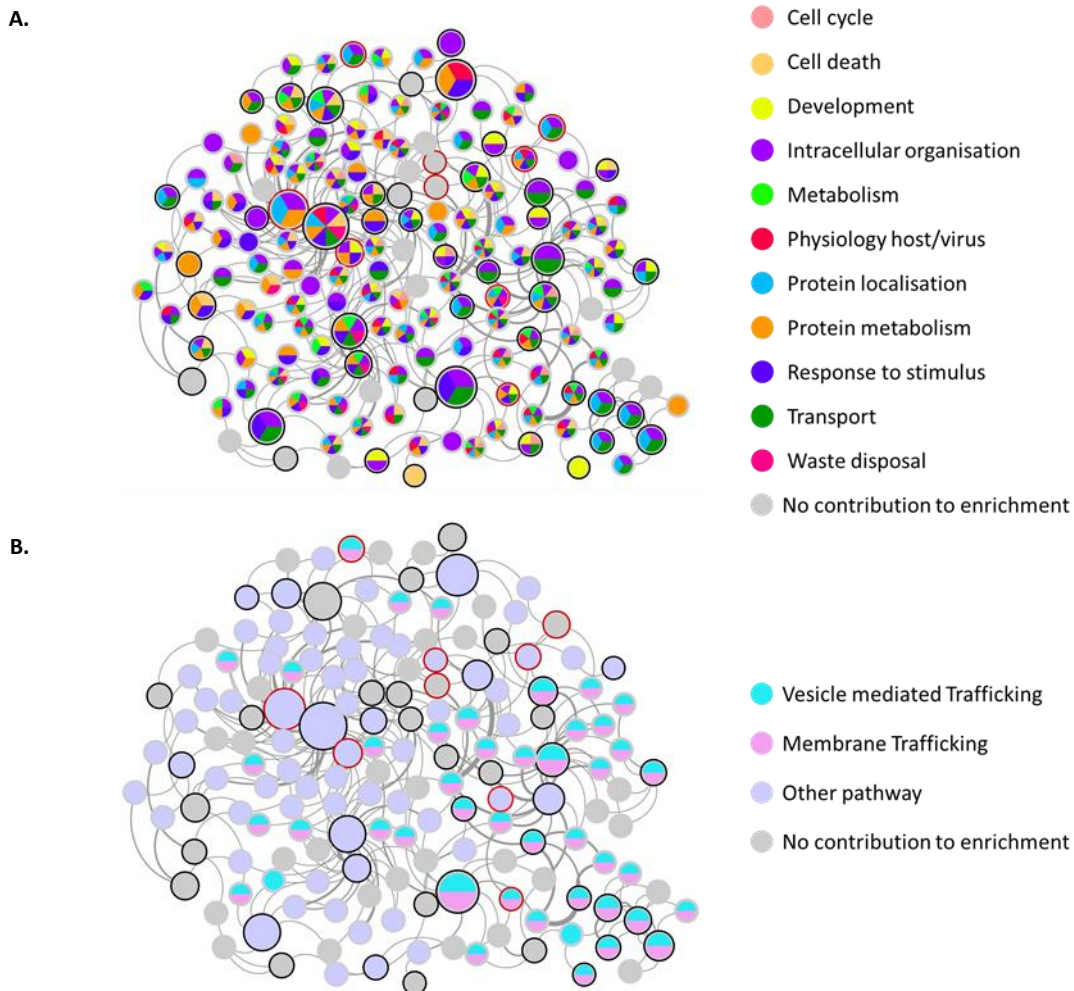 A.
Cell cycle
Cell death
Development
Intracellular organisation
Metabolism
Physiology host/virus
Protein localisation
Protein metabolism
Response to stimulus
Transport
Waste disposal
No contribution to enrichment
B.
Vesicle mediated Trafficking
Membrane Trafficking
Other pathway
No contribution to enrichment